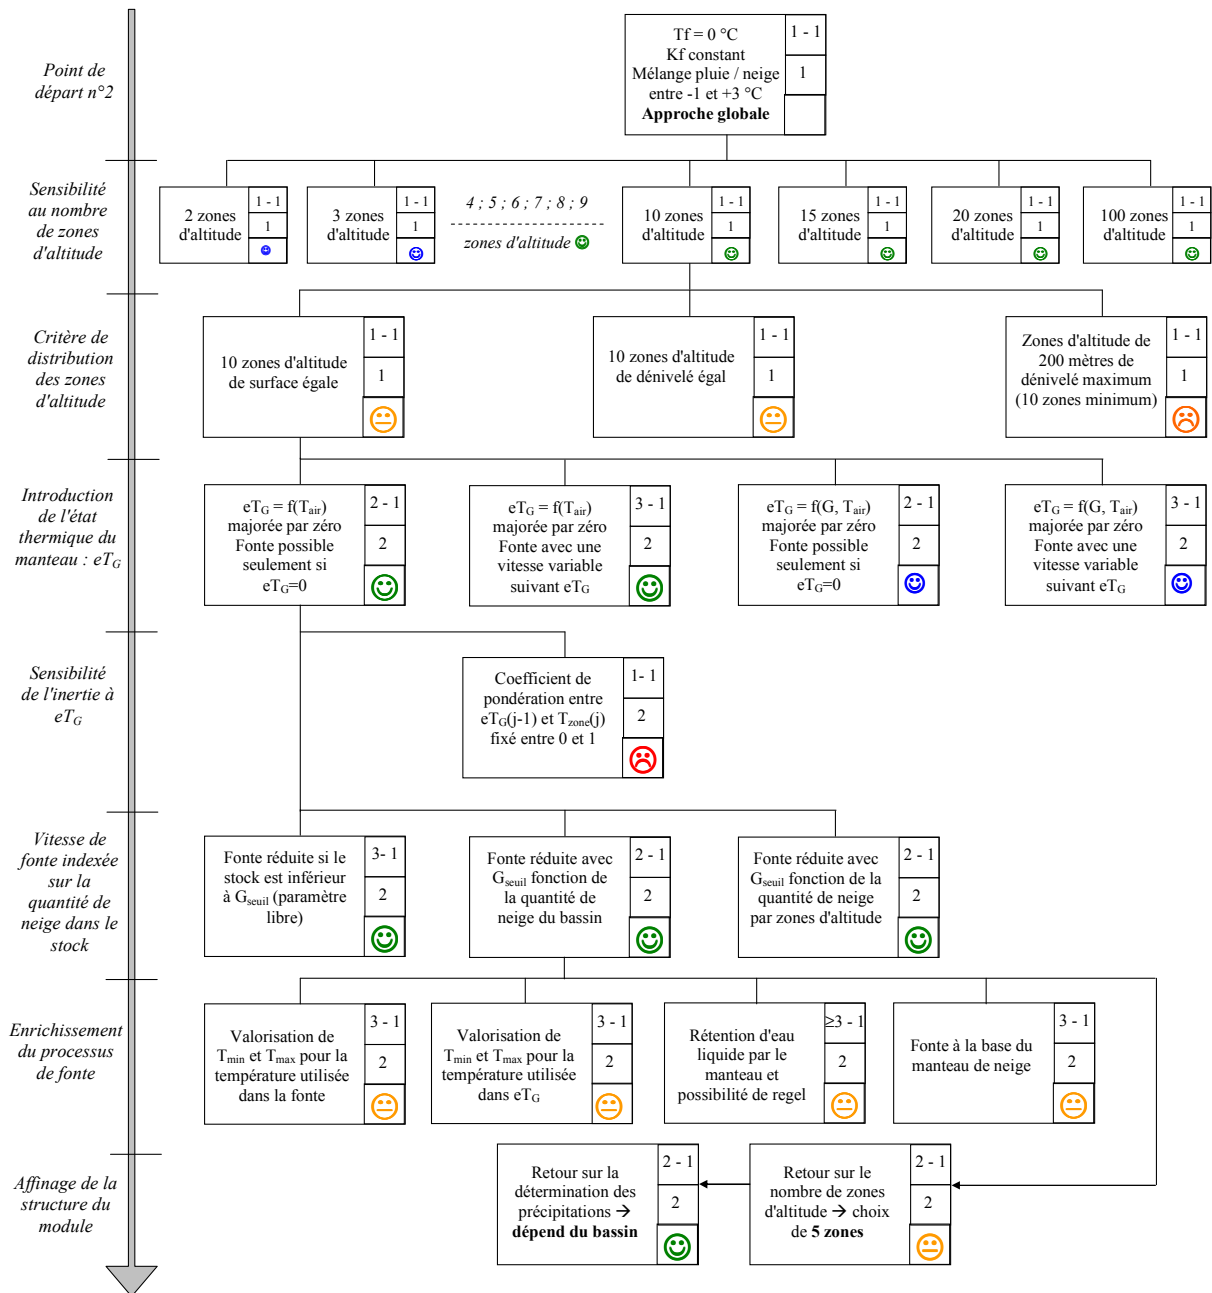 Point de
départ n°2
Tf = 0 °C
Kf constant
Mélange pluie / neige
entre -1 et +3 °C
Approche globale
1 - 1
1
Sensibilité
au nombre
de zones
d'altitude
2 zones
d'altitude
1 - 1
1
3 zones
d'altitude
1 - 1
1
4 ; 5 ; 6 ; 7 ; 8 ; 9
zones d'altitude
10 zones
d'altitude
1 - 1
1
15 zones
d'altitude
1 - 1
1
20 zones
d'altitude
1 - 1
1
100 zones
d'altitude
1 - 1
1
Critère de
distribution
des zones
d'altitude
10 zones d'altitude
de surface égale
1 - 1
1
10 zones d'altitude
de dénivelé égal
1 - 1
1
Zones d'altitude de
200 mètres de
dénivelé maximum
(10 zones minimum)
1 - 1
1
Introduction
de l'état
thermique du
manteau : eTG
eTG = f(Tair)
majorée par zéro
Fonte possible
seulement si
eTG=0
2 - 1
2
eTG = f(Tair)
majorée par zéro
Fonte avec une
vitesse variable
suivant eTG
3 - 1
2
eTG = f(G, Tair)
majorée par zéro
Fonte possible
seulement si
eTG=0
2 - 1
2
eTG = f(G, Tair)
majorée par zéro
Fonte avec une
vitesse variable
suivant eTG
3 - 1
2
Sensibilité
de l'inertie à
eTG
Coefficient de
pondération entre
eTG(j-1) et Tzone(j)
fixé entre 0 et 1
1- 1
2
Vitesse de
fonte indexée
sur la
quantité de
neige dans le
stock
Fonte réduite si le
stock est inférieur
à Gseuil (paramètre
libre)
3- 1
2
Fonte réduite avec
Gseuil fonction de
la quantité de
neige du bassin
2 - 1
2
Fonte réduite avec
Gseuil fonction de la
quantité de neige
par zones d'altitude
2 - 1
2
Enrichissement
du processus
de fonte
Valorisation de
Tmin et Tmax pour la
température utilisée
dans la fonte
3 - 1
2
Valorisation de
Tmin et Tmax pour la
température utilisée
dans eTG
3 - 1
2
Rétention d'eau
liquide par le
manteau et
possibilité de regel
≥3 - 1
2
Fonte à la base du
manteau de neige
3 - 1
2
Affinage de la
structure du
module
Retour sur la
détermination des
précipitations →
dépend du bassin
2 - 1
2
Retour sur le
nombre de zones
d'altitude → choix
de 5 zones
2 - 1
2